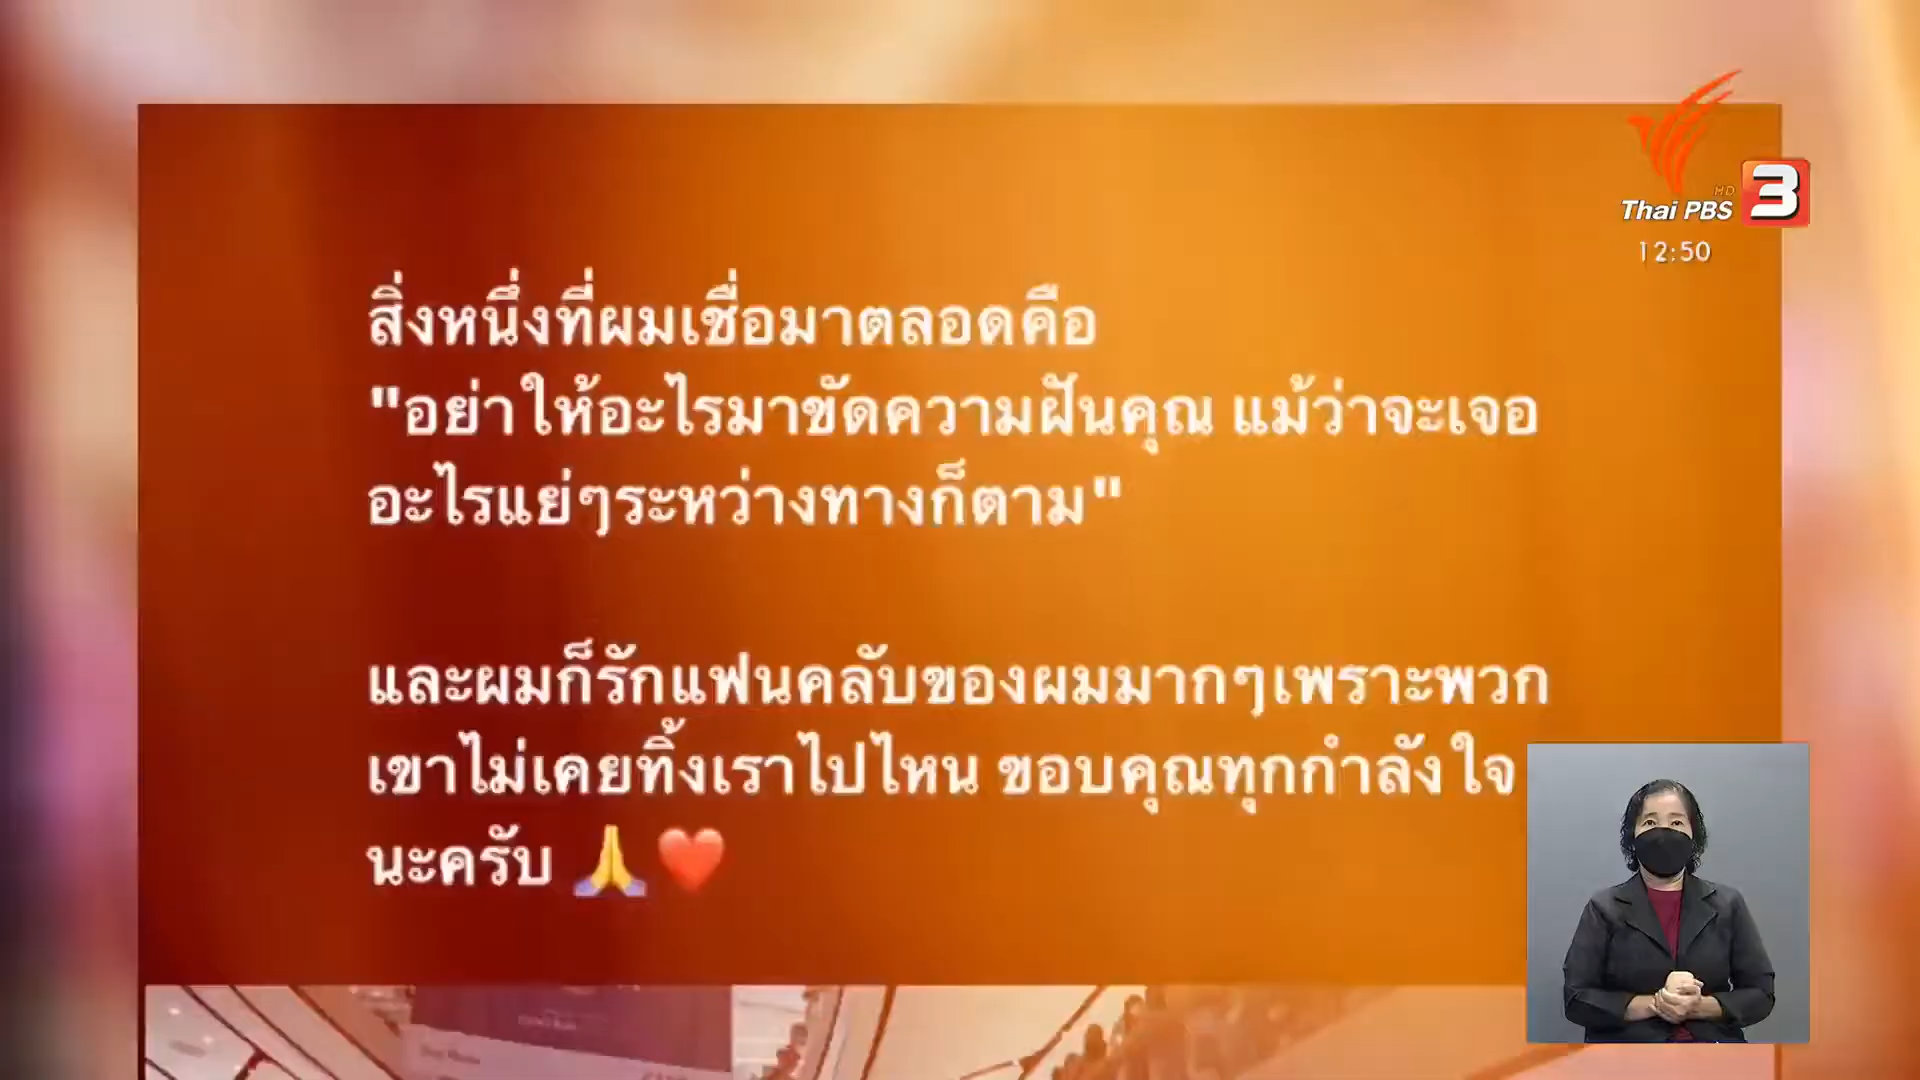 HD
Thai PBS 3
12:50
สิ่งหนึ่งที่ผมเชื่อมาตลอดคือ
"อย่าให้อะไรมาขัดความฝันคุณ แม้ว่าจะเจอ
อะไรแย่ๆระหว่างทางก็ตาม"
และผมก็รักแฟนคลับของผมมากๆเพราะพวก
เขาไม่เคยทิ้งเราไปไหน ขอบคุณทุกกำลังใจ
นะครับ 🙏❤️